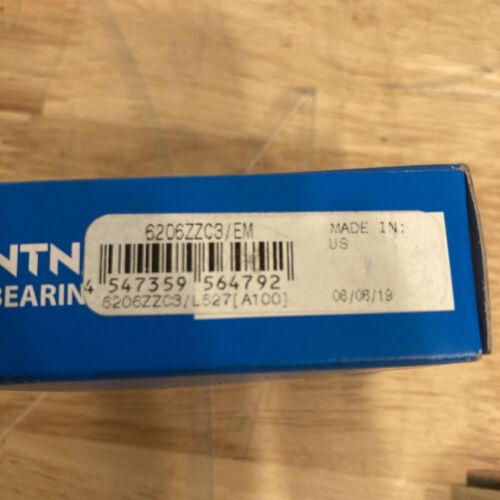 6206ZZC3/EM
MADE IN:
US
NTN
BEARIN
4 547359 564792
6206ZZC3/L627[A100]
06/06/19